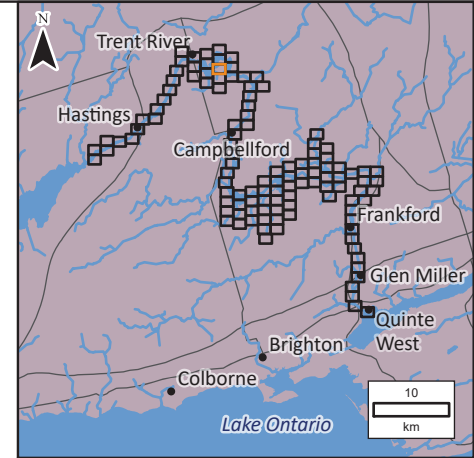 N
Trent River
Hastings
Campbellford
Frankford
Glen Miller
Quinte
West
Brighton
Colborne
10
km
Lake Ontario